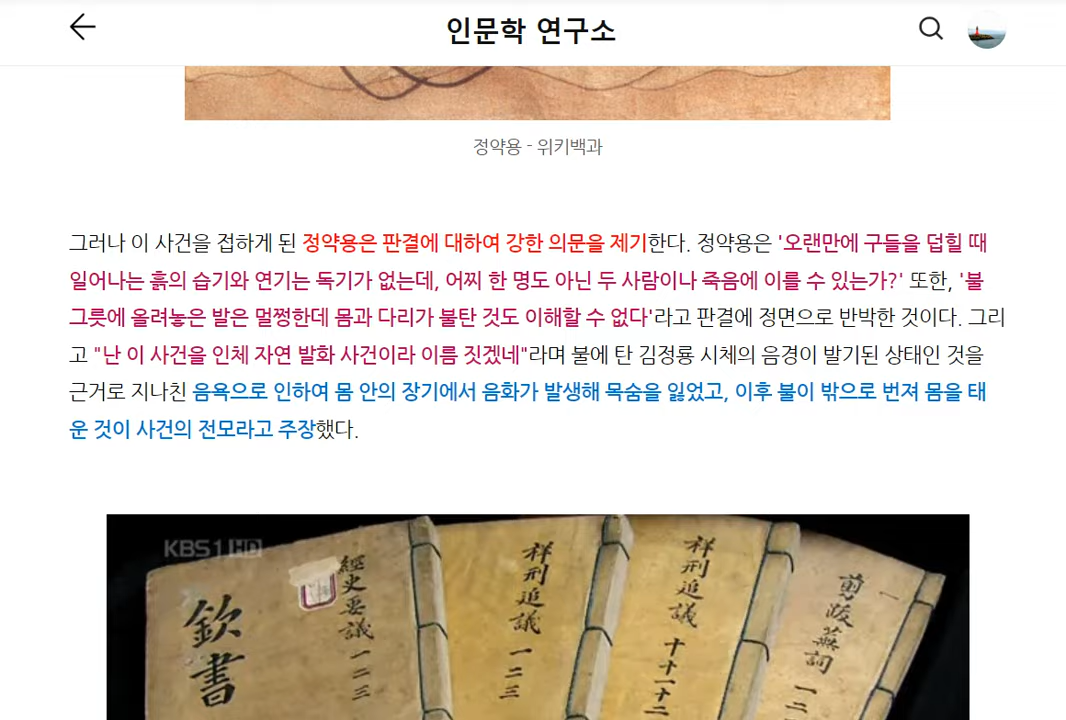 인문학 연구소
정약용 - 위키백과
그러나 이 사건을 접하게 된 정약용은 판결에 대하여 강한 의문을 제기한다. 정약용은 '오랜만에 구들을 덥힐 때
일어나는 흙의 습기와 연기는 독기가 없는데, 어찌 한 명도 아닌 두 사람이나 죽음에 이를 수 있는가?' 또한, '불
그릇에 올려놓은 발은 멀쩡한데 몸과 다리가 불탄 것도 이해할 수 없다'라고 판결에 정면으로 반박한 것이다. 그리
고 "난 이 사건을 인체 자연 발화 사건이라 이름 짓겠네"라며 불에 탄 김정룡 시체의 음경이 발기된 상태인 것을
근거로 지나친 음욕으로 인하여 몸 안의 장기에서 음화가 발생해 목숨을 잃었고, 이후 불이 밖으로 번져 몸을 태
운 것이 사건의 전모라고 주장했다.
KBS1HD
欽書
經史要議 一二三
祥刑追議 一二三
祥刑追議 十十一十二
剪跋蕪詞 一二